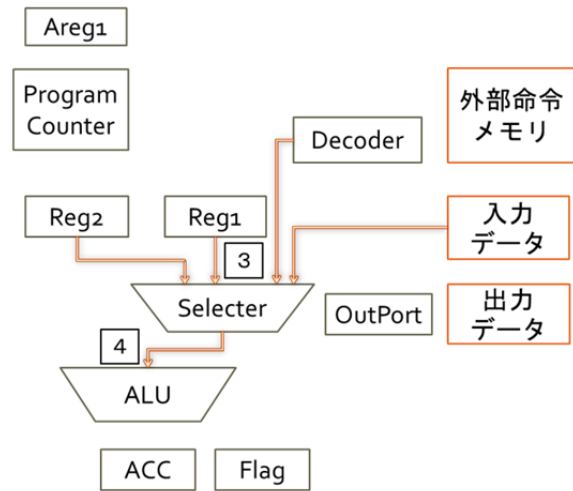 Areg1
Program
Counter
外部命令
メモリ
Decoder
Reg2
Reg1
入力
データ
3
Selecter
OutPort
出力
データ
4
ALU
ACC
Flag